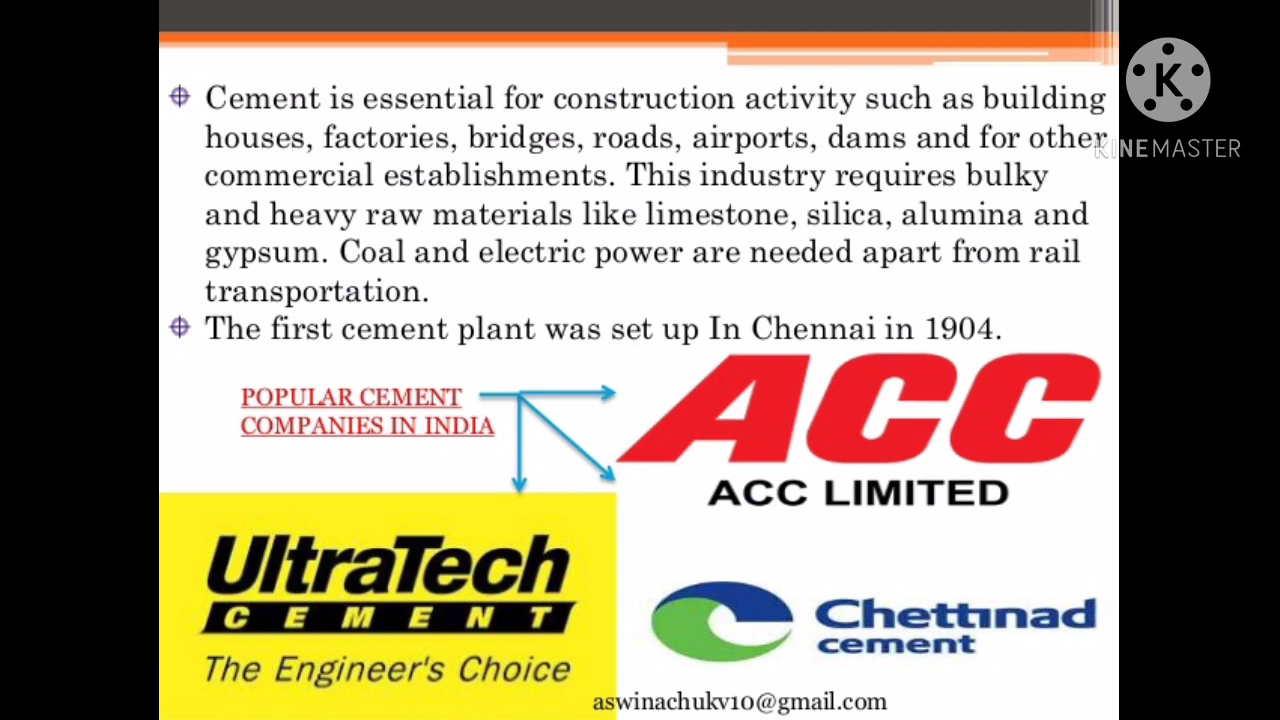 Cement is essential for construction activity such as building
houses, factories, bridges, roads, airports, dams and for other
commercial establishments. This industry requires bulky
and heavy raw materials like limestone, silica, alumina and
gypsum. Coal and electric power are needed apart from rail
transportation.
The first cement plant was set up In Chennai in 1904.
POPULAR CEMENT
COMPANIES IN INDIA
ACC
ACC LIMITED
UltraTech
CEMENT
The Engineer's Choice
Chettinad
cement
aswinachukv10@gmail.com
K
KINEMASTER